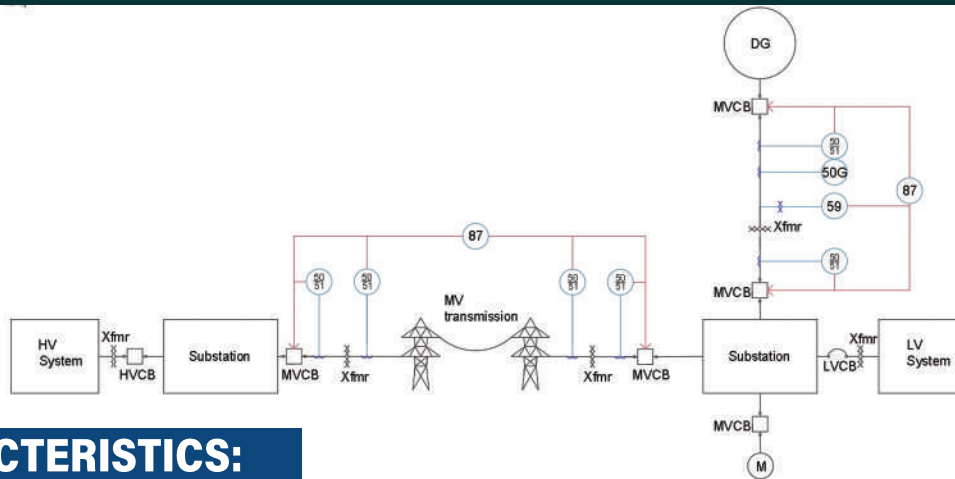 DG
MVCB
50
51
50G
87
59
Xfmr
50
51
MVCB
87
50
51
50
51
50
51
50
51
MV
transmission
HV
System
Xfmr
HVCB
Substation
MVCB
Xfmr
Xfmr
MVCB
Substation
LVCB
Xfmr
LV
System
MVCB
M
CTERISTICS: